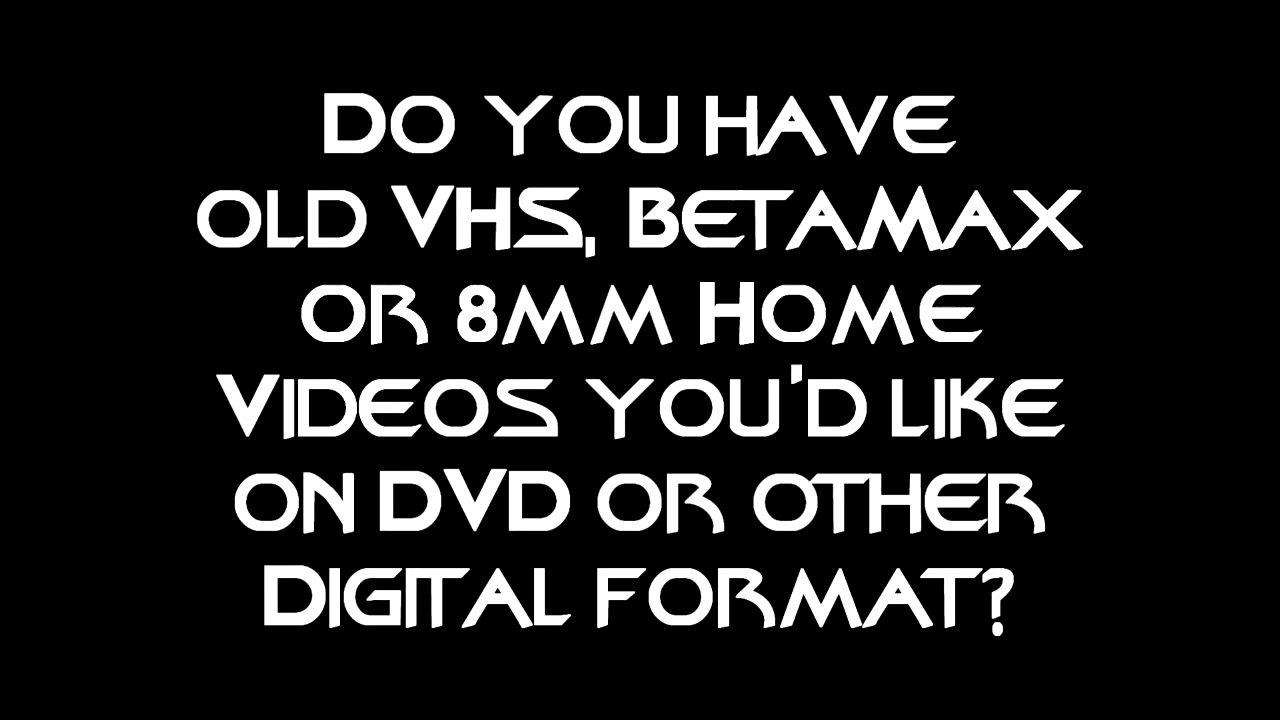 Do you have
old VHS, Betamax
or 8mm Home
Videos you'd like
on DVD or other
Digital format?